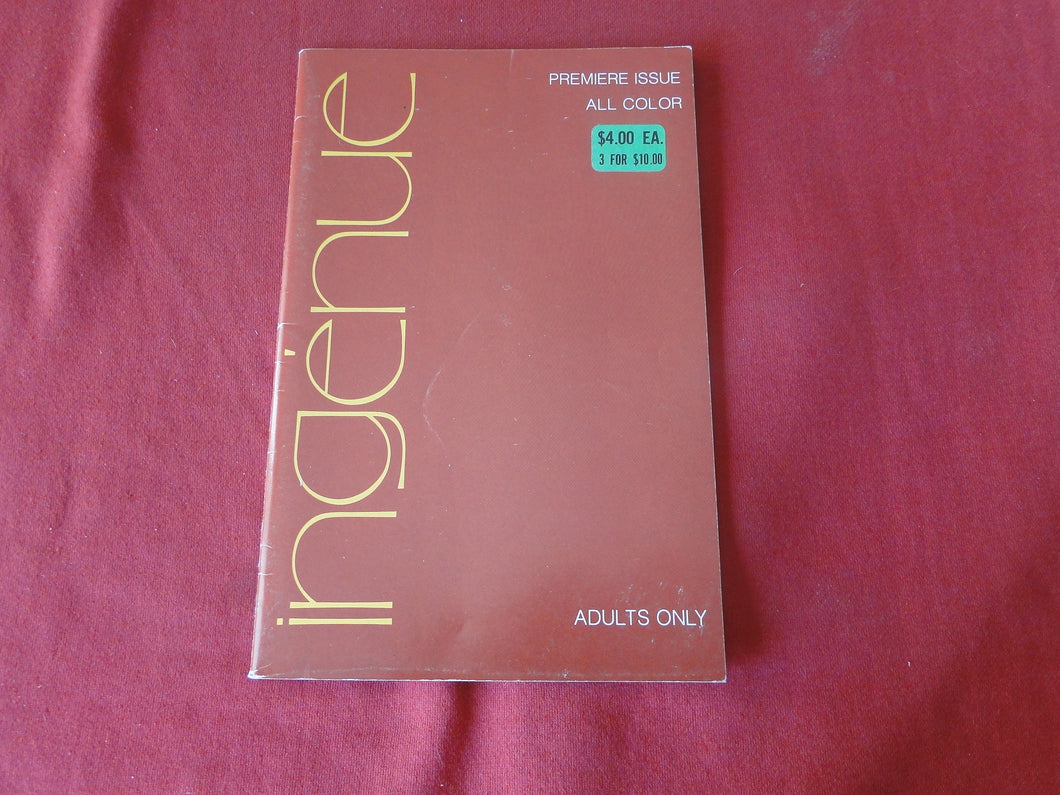 ingénue
PREMIERE ISSUE
ALL COLOR
$4.00 EA.
3 FOR $10.00
ADULTS ONLY